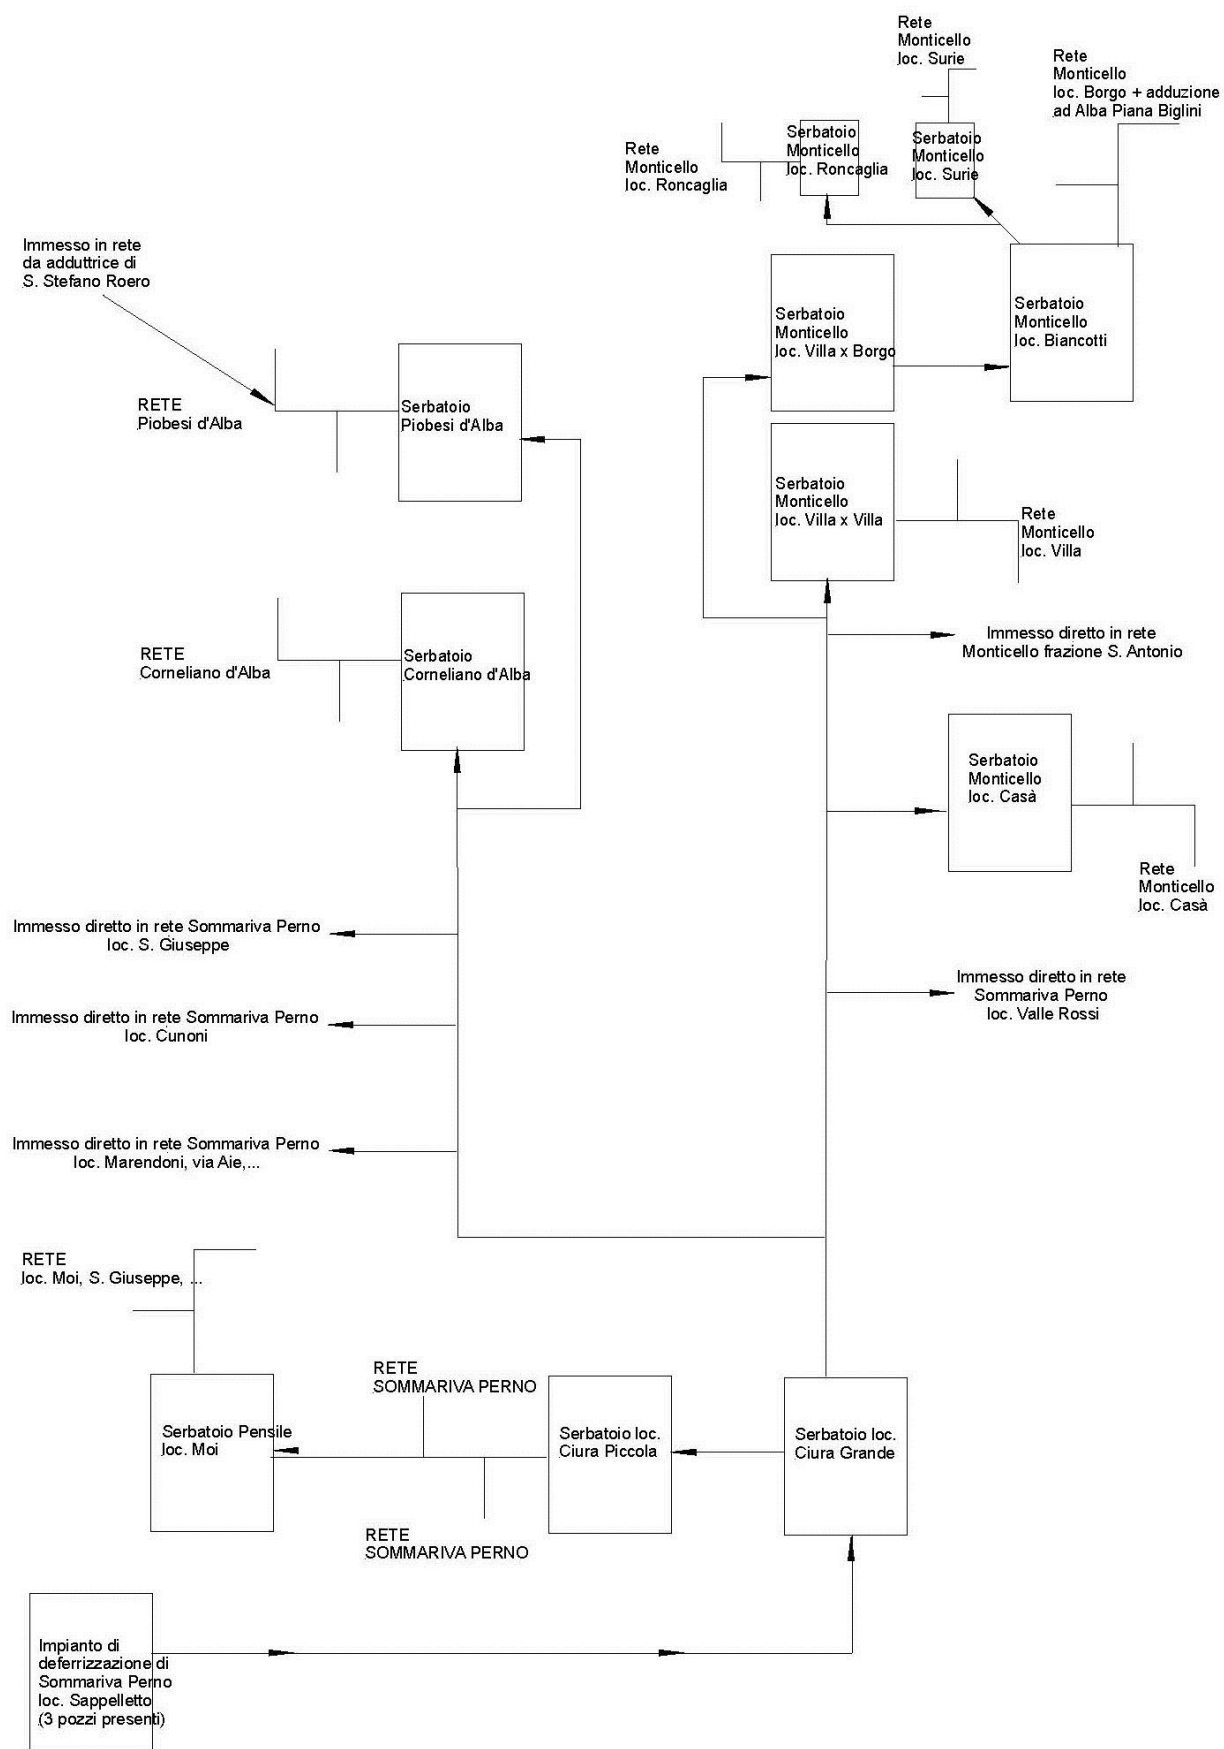 Rete
Monticello
loc. Surie
Rete
Monticello
loc. Borgo + adduzione
ad Alba Piana Biglini
Rete
Monticello
loc. Roncaglia
Serbatoio
Monticello
loc. Roncaglia
Serbatoio
Monticello
loc. Surie
Immesso in rete
da adduttrice di
S. Stefano Roero
Serbatoio
Monticello
loc. Villa x Borgo
Serbatoio
Monticello
loc. Biancotti
RETE
Piobesi d'Alba
Serbatoio
Piobesi d'Alba
Serbatoio
Monticello
loc. Villa x Villa
Rete
Monticello
loc. Villa
RETE
Corneliano d'Alba
Serbatoio
Corneliano d'Alba
Immesso diretto in rete
Monticello frazione S. Antonio
Serbatoio
Monticello
loc. Casà
Rete
Monticello
loc. Casà
Immesso diretto in rete Sommariva Perno
loc. S. Giuseppe
Immesso diretto in rete
Sommariva Perno
loc. Valle Rossi
Immesso diretto in rete Sommariva Perno
loc. Cunoni
Immesso diretto in rete Sommariva Perno
loc. Marendoni, via Aie,...
RETE
loc. Moi, S. Giuseppe, ...
RETE
SOMMARIVA PERNO
Serbatoio Pensile
loc. Moi
Serbatoio loc.
Ciura Piccola
Serbatoio loc.
Ciura Grande
RETE
SOMMARIVA PERNO
Impianto di
deferrizzazione di
Sommariva Perno
loc. Sappelletto
(3 pozzi presenti)